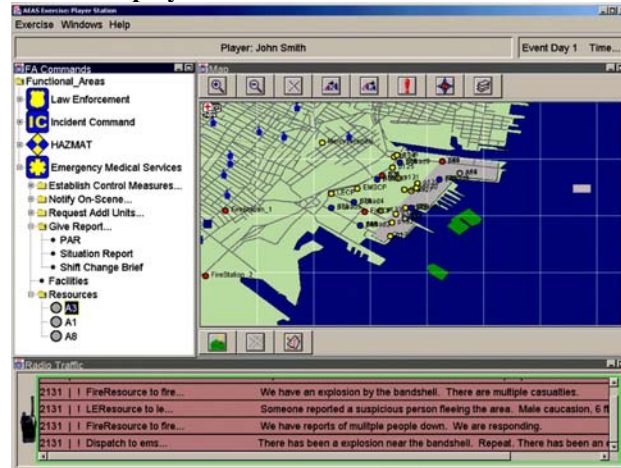 AEAS Exercise: Player Station
Exercise Windows Help
Player: John Smith
Event Day 1 Time...
FA Commands
Functional_Areas
Law Enforcement
IC Incident Command
HAZMAT
Emergency Medical Services
Establish Control Measures...
Notify On-Scene...
Request Addl Units...
Give Report...
PAR
Situation Report
Shift Change Brief
Facilities
Resources
A3
A1
A8
Map
LECP
EMSCP
FireStation_1
FireStation_2
Radio Traffic
2131 | ! FireResource to fire... We have an explosion by the bandshell. There are multiple casualties.
2131 | ! LEResource to le... Someone reported a suspicious person fleeing the area. Male caucasion, 6 ft
2131 | ! FireResource to fire... We have reports of mulitple people down. We are responding.
2131 | ! Dispatch to ems... There has been a explosion near the bandshell. Repeat. There has been an